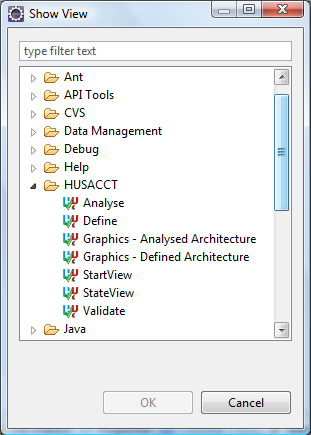 Show View
type filter text
Ant
API Tools
CVS
Data Management
Debug
Help
HUSACCT
Analyse
Define
Graphics - Analysed Architecture
Graphics - Defined Architecture
StartView
StateView
Validate
Java
OK
Cancel